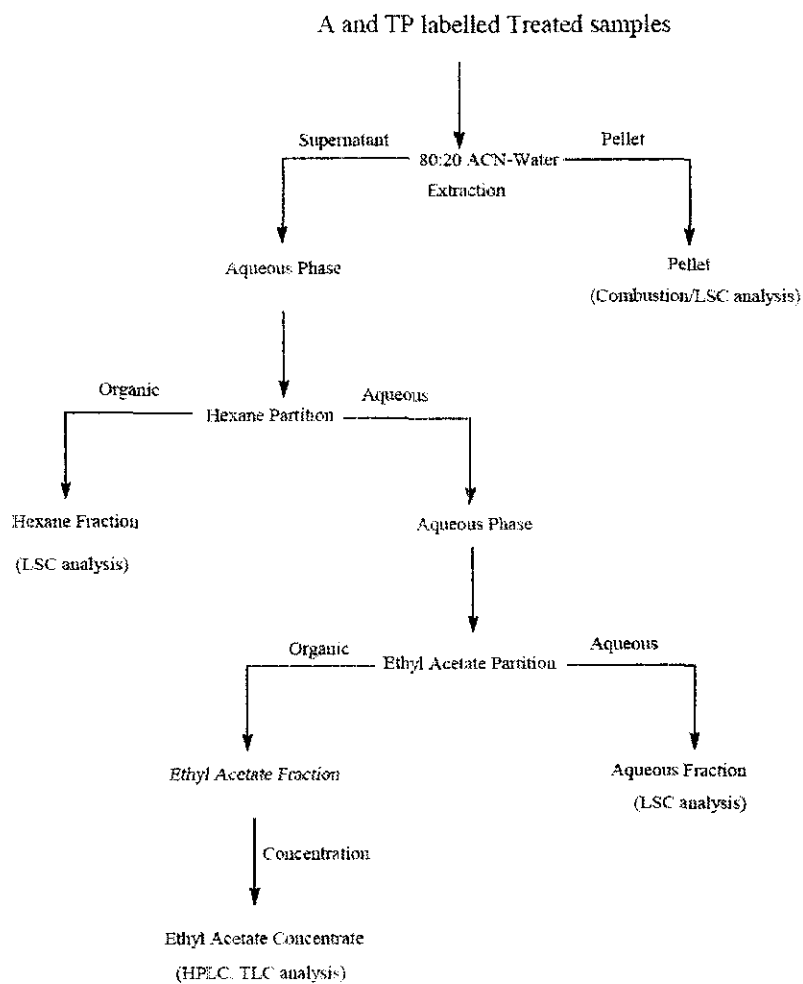 A and TP labelled Treated samples
Supernatant
Pellet
80:20 ACN-Water
Extraction
Aqueous Phase
Pellet
(Combustion/LSC analysis)
Organic
Aqueous
Hexane Partition
Hexane Fraction
(LSC analysis)
Aqueous Phase
Organic
Aqueous
Ethyl Acetate Partition
Ethyl Acetate Fraction
Aqueous Fraction
(LSC analysis)
Concentration
Ethyl Acetate Concentrate
(HPLC, TLC analysis)